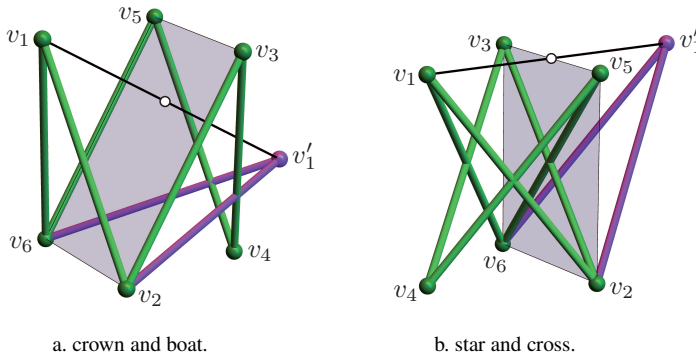 v₅
v₁
v₃
v₁′
v₆
v₄
v₂
a. crown and boat.
v₃
v₁′
v₁
v₅
v₆
v₄
v₂
b. star and cross.